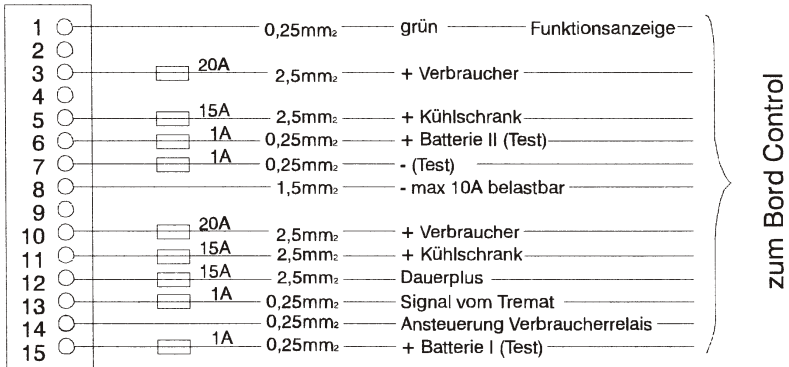 1 0,25mm² grün Funktionsanzeige
2
3 20A 2,5mm² + Verbraucher
4
5 15A 2,5mm² + Kühlschrank
6 1A 0,25mm² + Batterie II (Test)
7 1A 0,25mm² - (Test)
8 1,5mm² - max 10A belastbar
9
10 20A 2,5mm² + Verbraucher
11 15A 2,5mm² + Kühlschrank
12 15A 2,5mm² Dauerplus
13 1A 0,25mm² Signal vom Tremat
14 0,25mm² Ansteuerung Verbraucherrelais
15 1A 0,25mm² + Batterie I (Test)
zum Bord Control